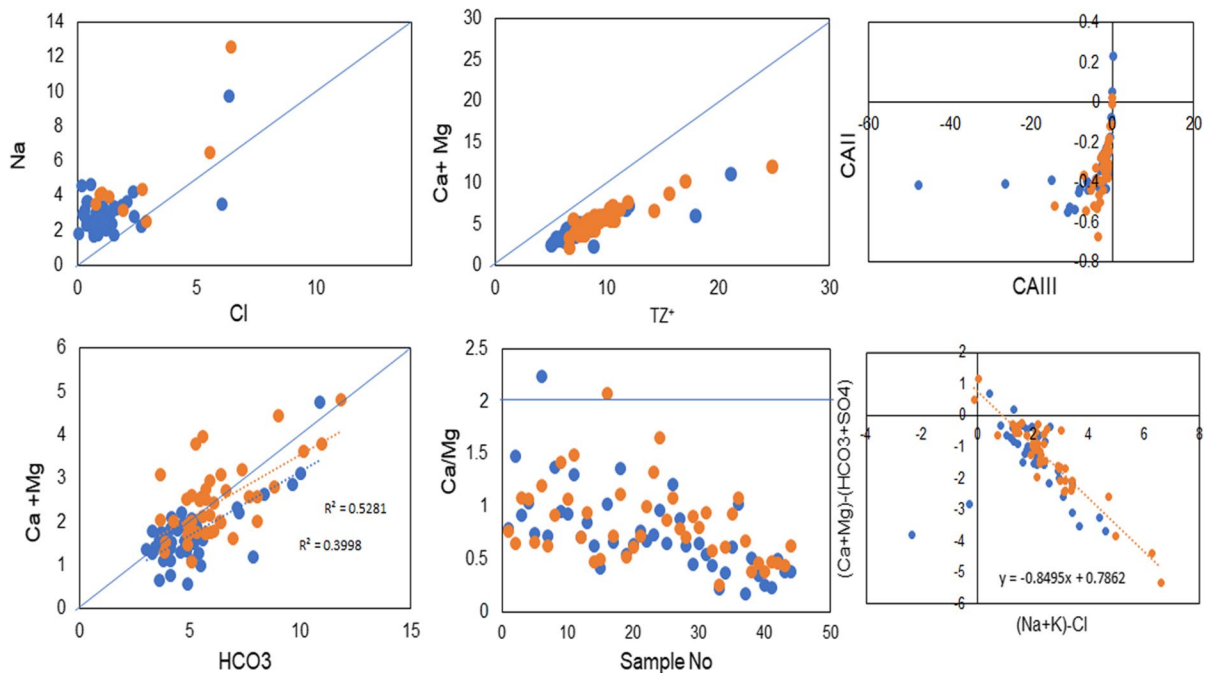 Na
14
12
10
8
6
4
2
0
0 5 10
Cl
Ca+ Mg
30
25
20
15
10
5
0
0 10 20 30
TZ⁺
CAII
0.4
0.2
0
-0.2
-0.4
-0.6
-0.8
-60 -40 -20 0 20
CAIII
Ca +Mg
6
5
4
3
2
1
0
R² = 0.5281
R² = 0.3998
0 5 10 15
HCO3
Ca/Mg
2.5
2
1.5
1
0.5
0
0 10 20 30 40 50
Sample No
(Ca+Mg)-(HCO3+SO4)
2
1
0
-1
-2
-3
-4
-5
-6
-4 -2 0 2 4 6 8
y = -0.8495x + 0.7862
(Na+K)-Cl